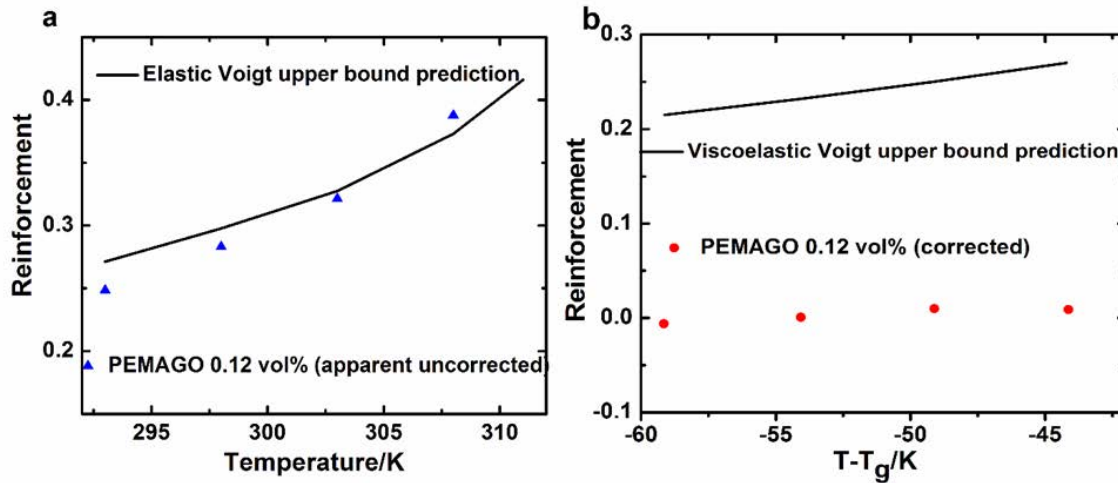 a
Elastic Voigt upper bound prediction
PEMAGO 0.12 vol% (apparent uncorrected)
0.4
0.3
0.2
Reinforcement
295 300 305 310
Temperature/K
b
0.3
0.2
0.1
0.0
-0.1
Reinforcement
Viscoelastic Voigt upper bound prediction
PEMAGO 0.12 vol% (corrected)
-60 -55 -50 -45
T-Tg/K